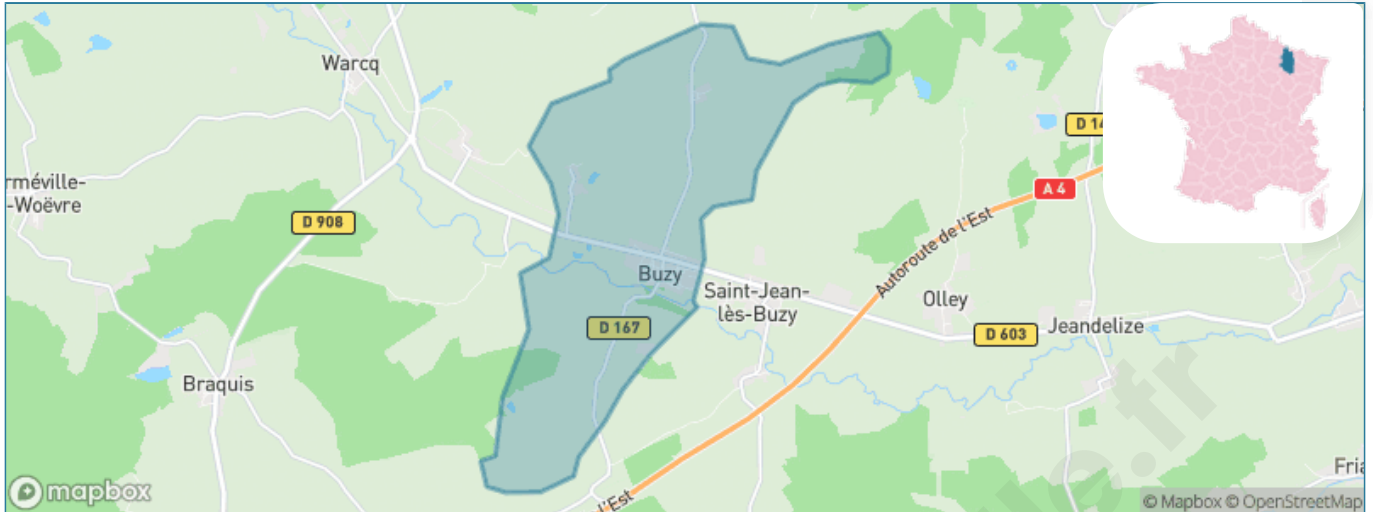 Warcq
D 14
rméville-
-Woëvre
A 4
D 908
Autoroute de l'Est
Buzy
Saint-Jean-
lès-Buzy
Olley
D 167
D 603
Jeandelize
Braquis
Fria
l'Est
mapbox
© Mapbox © OpenStreetMap